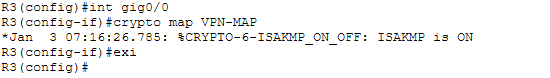 R3(config)#int gig0/0
R3(config-if)#crypto map VPN-MAP
*Jan  3 07:16:26.785: %CRYPTO-6-ISAKMP_ON_OFF: ISAKMP is ON
R3(config-if)#exi
R3(config)#